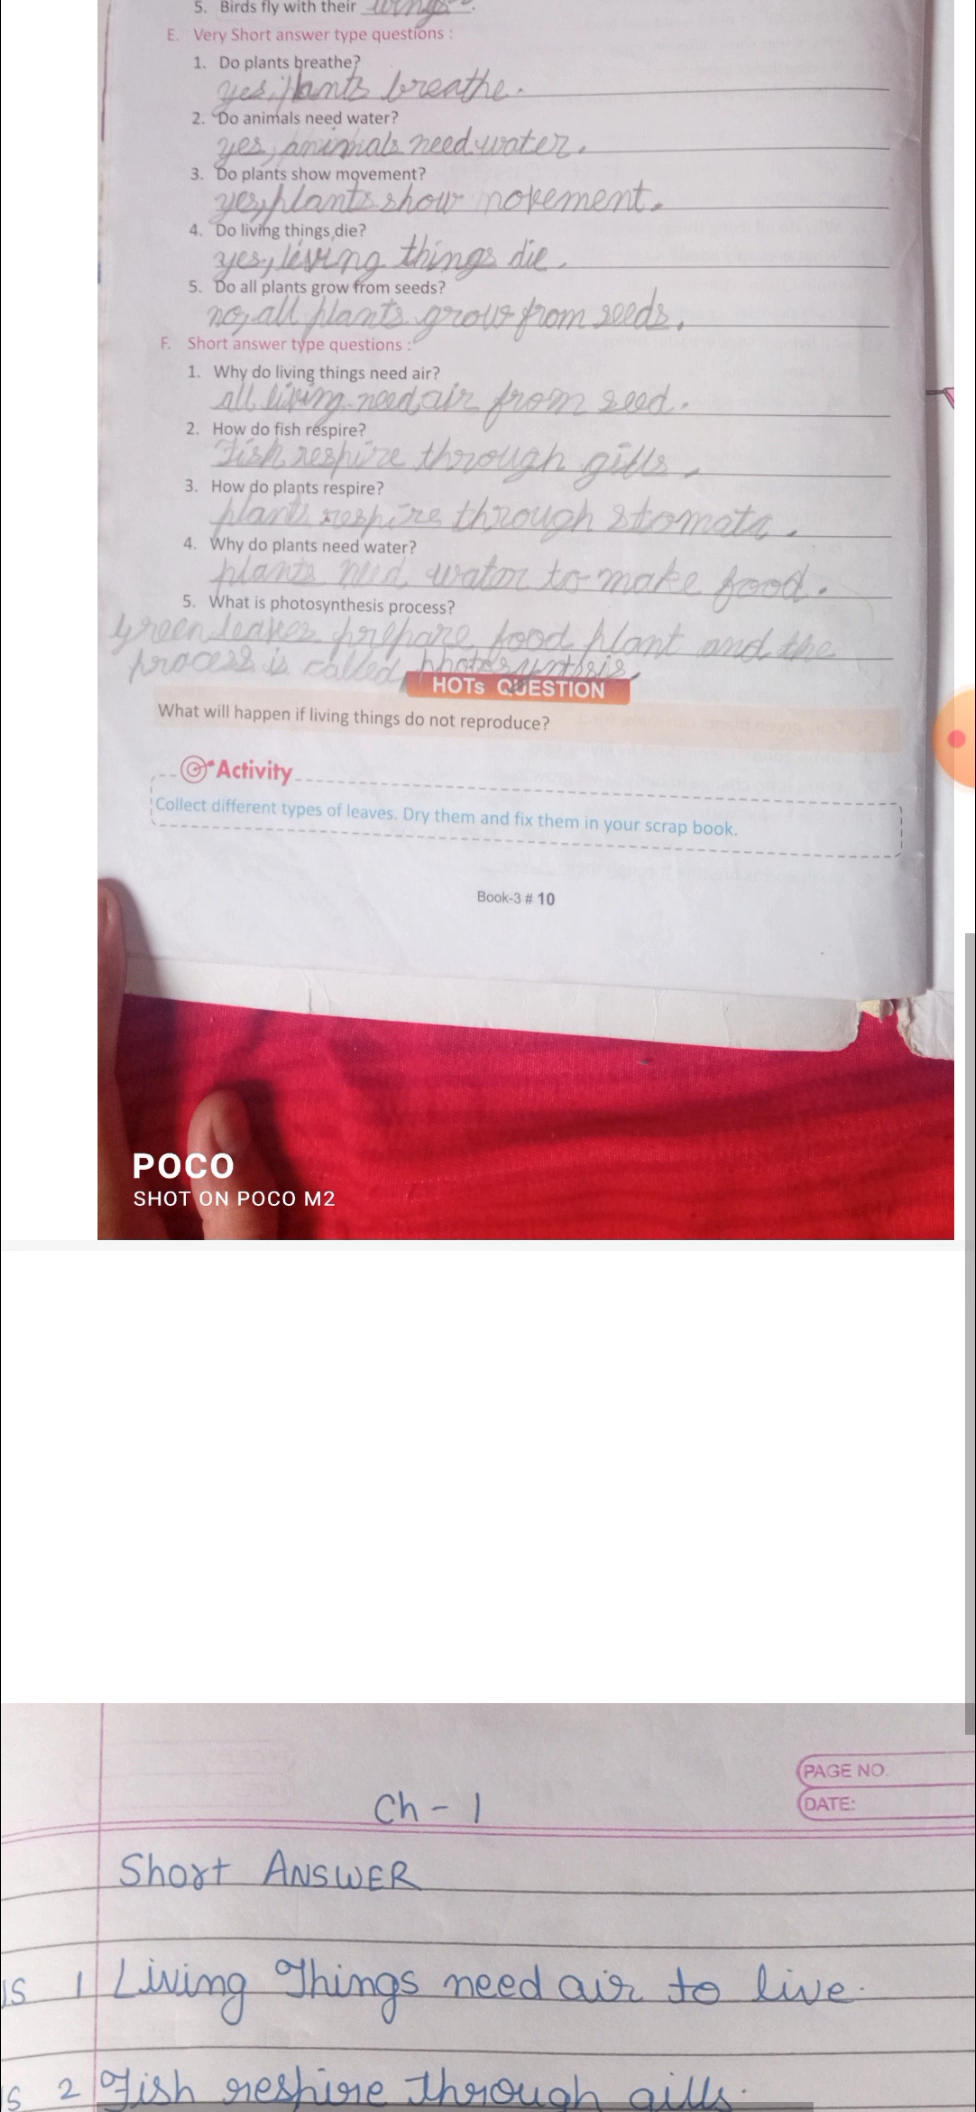 5. Birds fly with their wings.
E. Very Short answer type questions :
1. Do plants breathe?
yes, plants breathe.
2. Do animals need water?
yes, animals need water.
3. Do plants show movement?
yes, plants show movement.
4. Do living things die?
yes, living things die.
5. Do all plants grow from seeds?
no, all plants grow from seeds.
F. Short answer type questions :
1. Why do living things need air?
all living need air from seed.
2. How do fish respire?
Fish respire through gills.
3. How do plants respire?
plants respire through stomata.
4. Why do plants need water?
plants need water to make food.
5. What is photosynthesis process?
Green leaves prepare food plant and the
process is called photosynthsis.
HOTs QUESTION
What will happen if living things do not reproduce?
Activity
Collect different types of leaves. Dry them and fix them in your scrap book.
Book-3 # 10
POCO
SHOT ON POCO M2
PAGE NO.
DATE:
Ch - 1
Short ANSWER
1 Living Things need air to live.
2 Fish respire through gills.